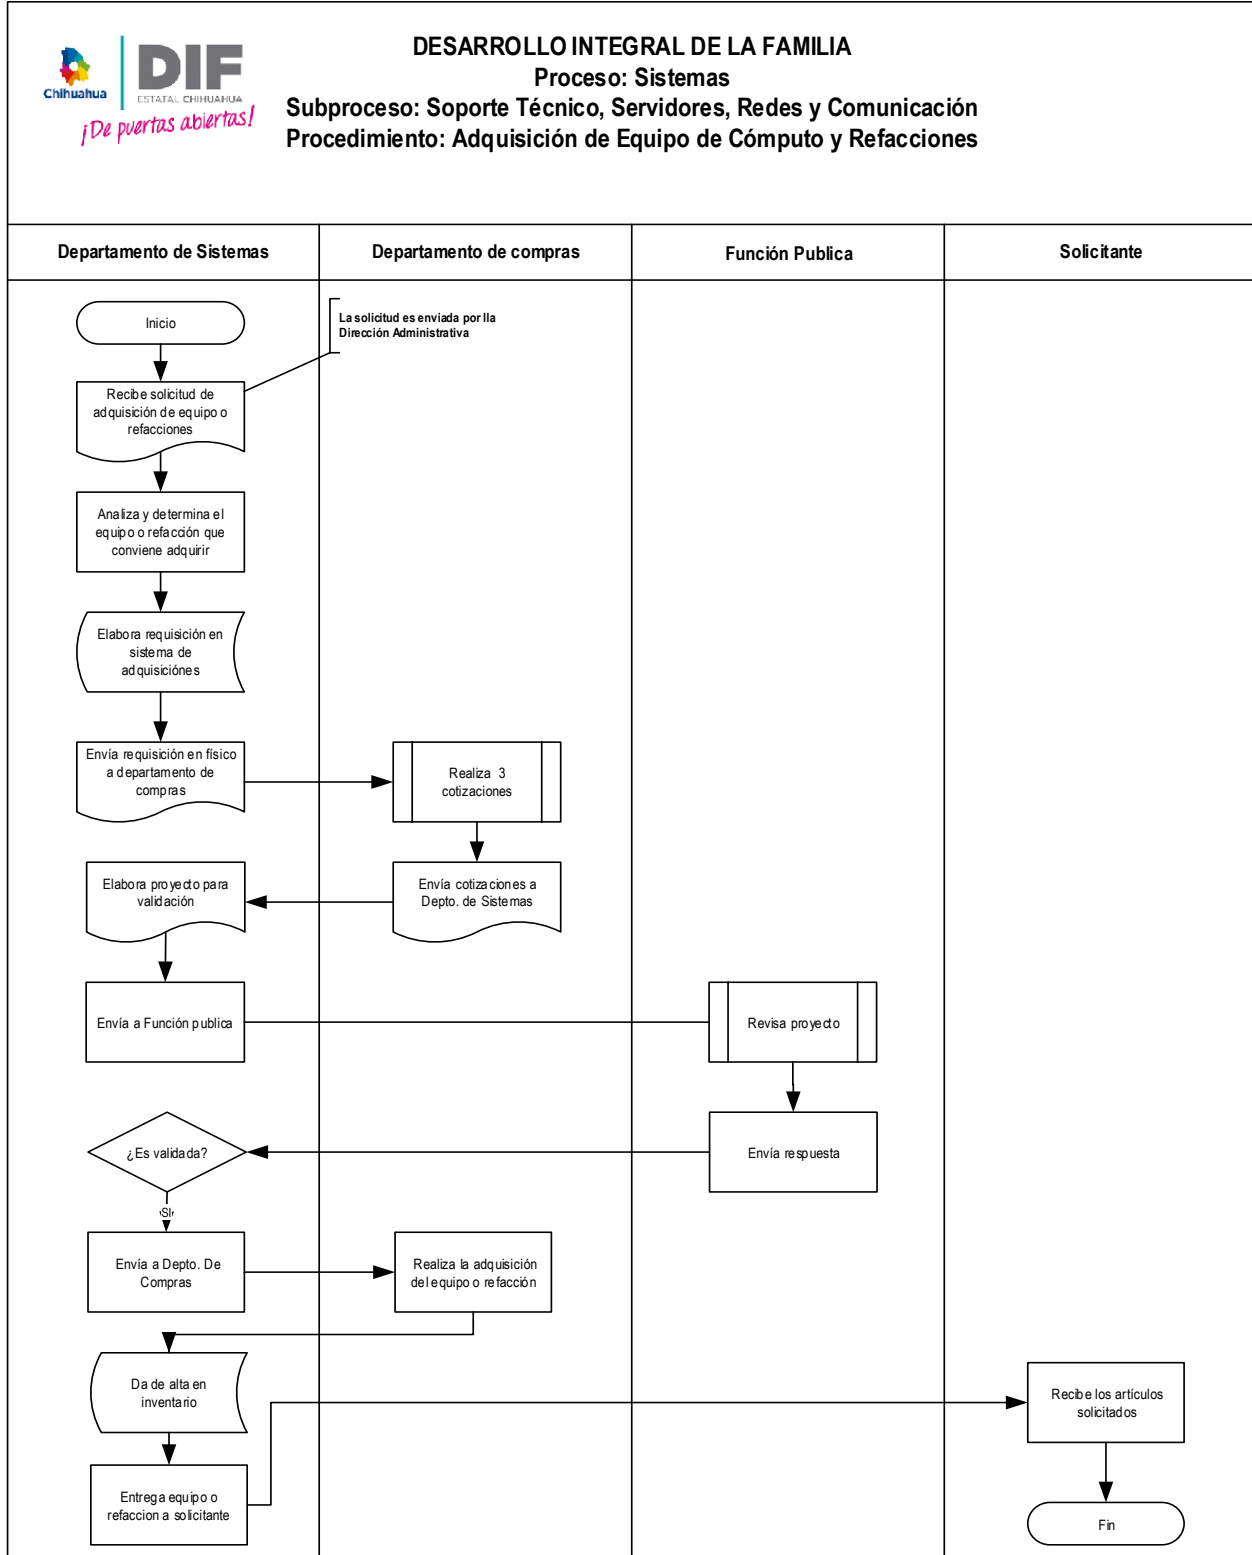 Chihuahua
DIF
ESTATAL CHIHUAHUA
¡De puertas abiertas!
DESARROLLO INTEGRAL DE LA FAMILIA
Proceso: Sistemas
Subproceso: Soporte Técnico, Servidores, Redes y Comunicación
Procedimiento: Adquisición de Equipo de Cómputo y Refacciones
Departamento de Sistemas
Departamento de compras
Función Publica
Solicitante
Inicio
La solicitud es enviada por lla
Dirección Administrativa
Recibe solicitud de
adquisición de equipo o
refacciones
Analiza y determina el
equipo o refacción que
conviene adquirir
Elabora requisición en
sistema de
adquisiciónes
Envía requisición en físico
a departamento de
compras
Realiza 3
cotizaciones
Elabora proyecto para
validación
Envía cotizaciones a
Depto. de Sistemas
Envía a Función publica
Revisa proyecto
¿Es validada?
Envía respuesta
SI
Envía a Depto. De
Compras
Realiza la adquisición
del equipo o refacción
Da de alta en
inventario
Recibe los artículos
solicitados
Entrega equipo o
refaccion a solicitante
Fin